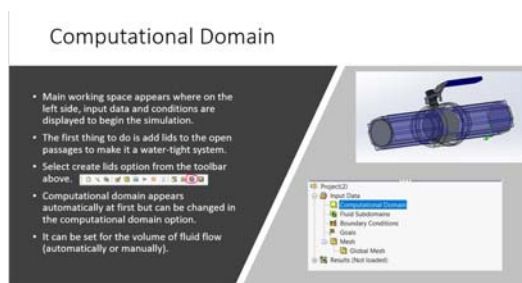 Computational Domain
• Main working space appears where on the
left side, input data and conditions are
displayed to begin the simulation.
• The first thing to do is add lids to the open
passages to make it a water-tight system.
• Select create lids option from the toolbar
above.
• Computational domain appears
automatically at first but can be changed in
the computational domain option.
• It can be set for the volume of fluid flow
(automatically or manually).
Project(2)
Input Data
Computational Domain
Fluid Subdomains
Boundary Conditions
Goals
Mesh
Global Mesh
Results (Not loaded)